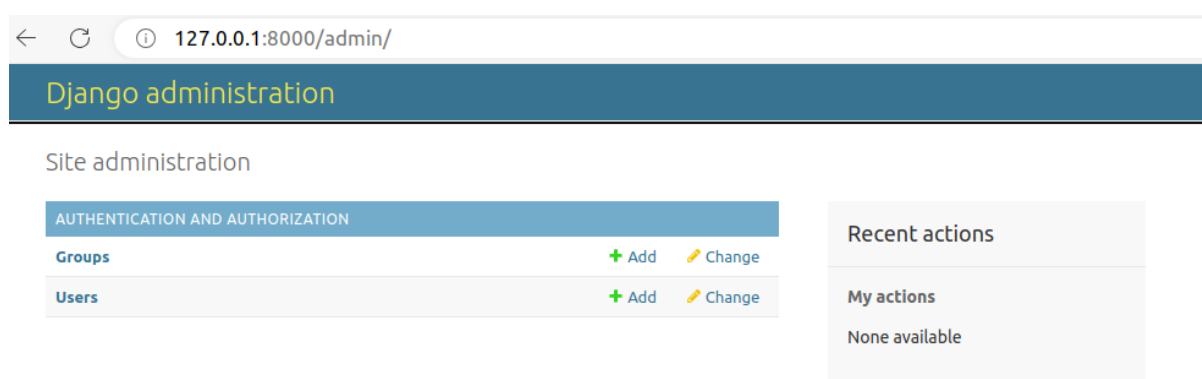 127.0.0.1:8000/admin/
Django administration
Site administration
AUTHENTICATION AND AUTHORIZATION
Groups Add Change
Users Add Change
Recent actions
My actions
None available